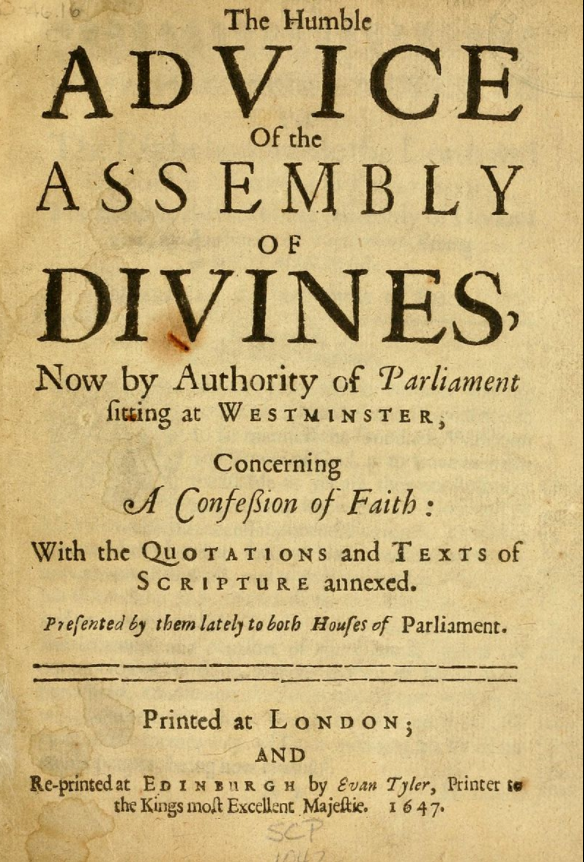 46.16
The Humble
ADVICE
Of the
ASSEMBLY
OF
DIVINES,
Now by Authority of Parliament
ſitting at WESTMINSTER,
Concerning
A Confeßion of Faith:
With the QUOTATIONS and TEXTS of
SCRIPTURE annexed.
Preſented by them lately to both Houſes of Parliament.
Printed at LONDON;
AND
Re-printed at EDINBURGH by Evan Tyler, Printer to
the Kings moſt Excellent Majeſtie. 1647.
SCP